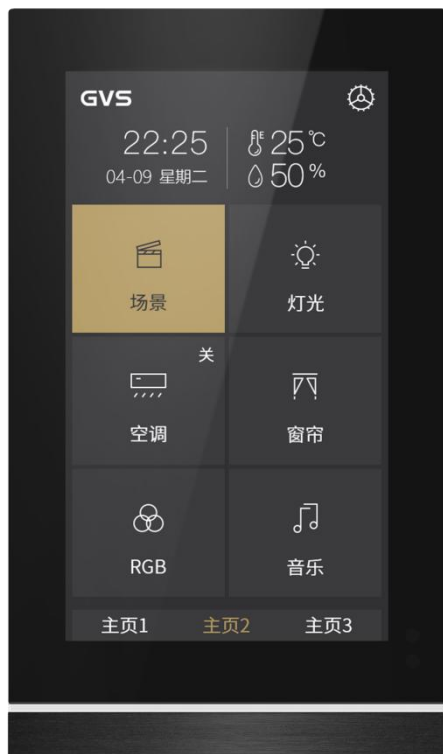 GVS
22:25
E 25℃
04-09 星期二
50%
场景
灯光
关
空调
窗帘
RGB
音乐
主页1 主页2 主页3